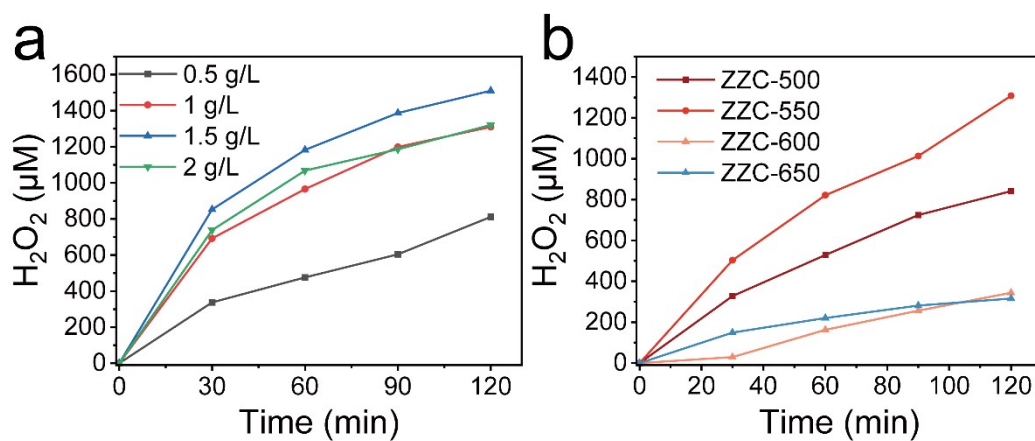 a
1600
1400
1200
1000
800
600
400
200
0
0.5 g/L
1 g/L
1.5 g/L
2 g/L
H₂O₂ (μM)
0 30 60 90 120
Time (min)
b
1400
1200
1000
800
600
400
200
0
ZZC-500
ZZC-550
ZZC-600
ZZC-650
H₂O₂ (μM)
0 20 40 60 80 100 120
Time (min)